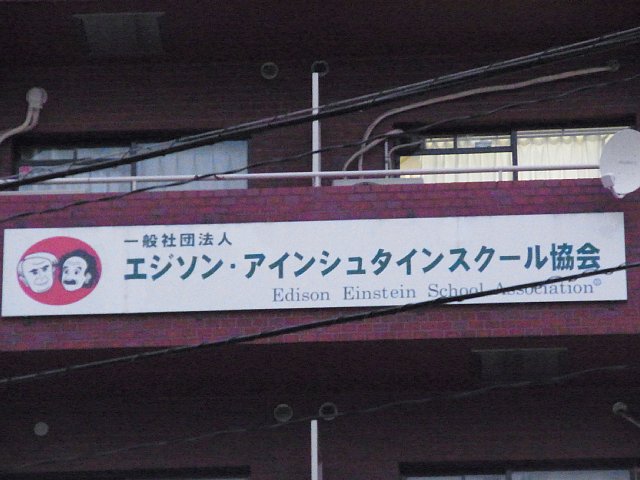 一般社団法人
エジソン・アインシュタインスクール協会
Edison Einstein School Association®